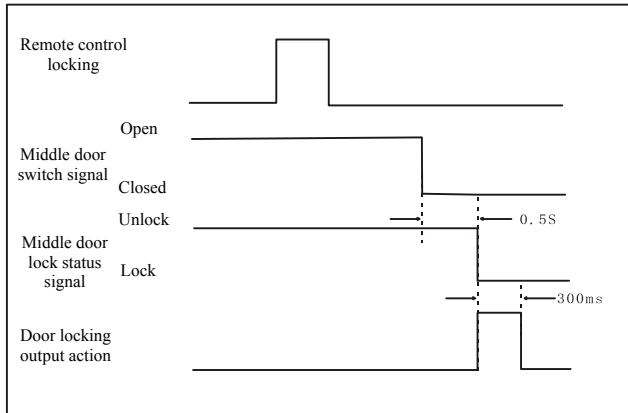 Remote control
locking
Open
Middle door
switch signal
Closed
Unlock
0.5S
Middle door
lock status
signal
Lock
300ms
Door locking
output action